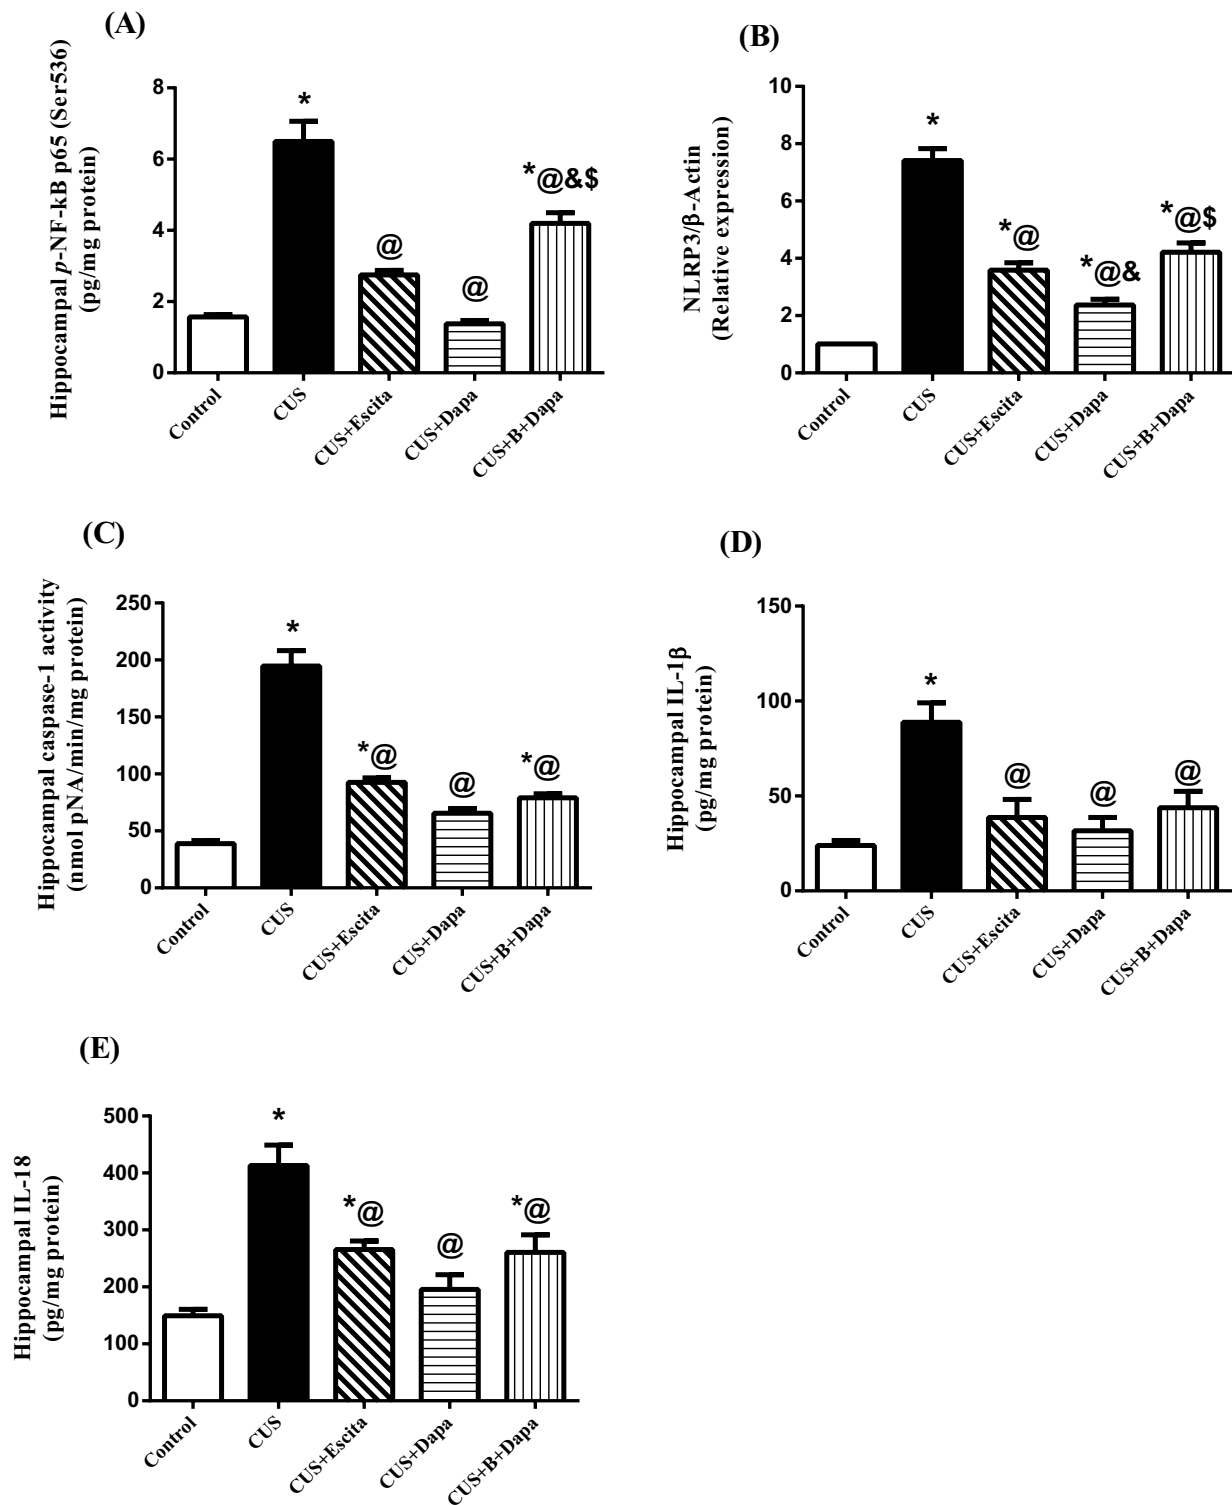 (A)
Hippocampal p-NF-kB p65 (Ser536)
(pg/mg protein)
8
6
4
2
0
*
@
@
*@&$
Control
CUS
CUS+Escita
CUS+Dapa
CUS+B+Dapa
(B)
NLRP3/β-Actin
(Relative expression)
10
8
6
4
2
0
*
*@
*@&
*@$
Control
CUS
CUS+Escita
CUS+Dapa
CUS+B+Dapa
(C)
Hippocampal caspase-1 activity
(nmol pNA/min/mg protein)
250
200
150
100
50
0
*
*@
@
*@
Control
CUS
CUS+Escita
CUS+Dapa
CUS+B+Dapa
(D)
Hippocampal IL-1β
(pg/mg protein)
150
100
50
0
*
@
@
@
Control
CUS
CUS+Escita
CUS+Dapa
CUS+B+Dapa
(E)
Hippocampal IL-18
(pg/mg protein)
500
400
300
200
100
0
*
*@
@
*@
Control
CUS
CUS+Escita
CUS+Dapa
CUS+B+Dapa